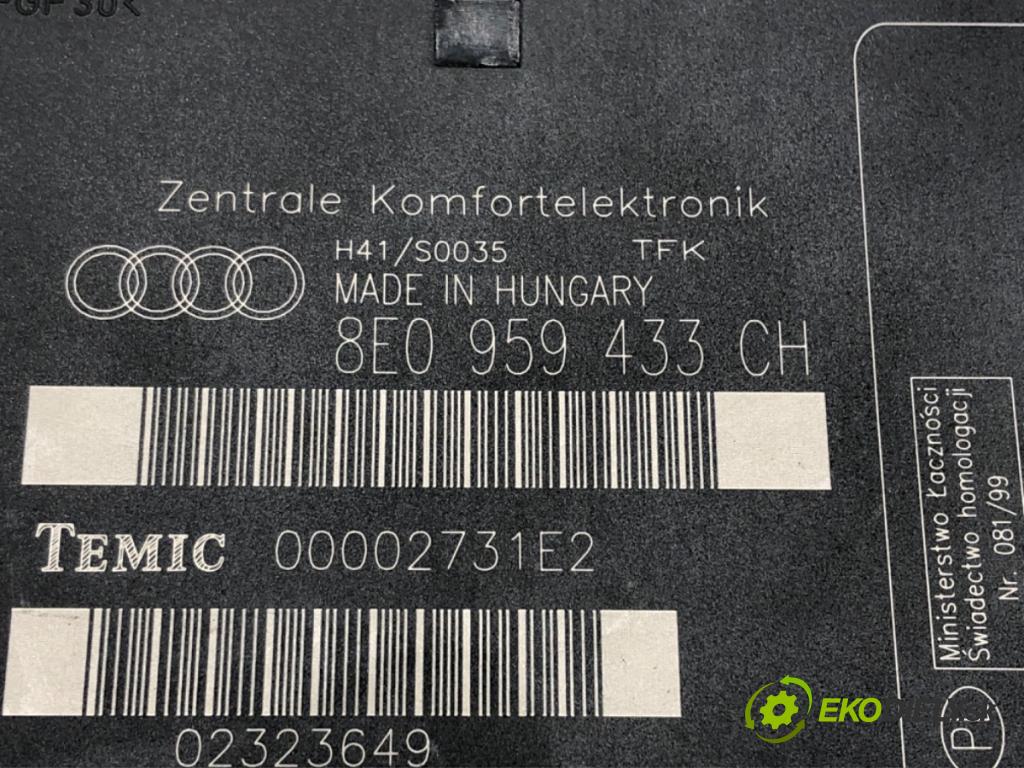 Zentrale Komfortelektronik
H41/S0035 TFK
MADE IN HUNGARY
8E0 959 433 CH
TEMIC 00002731E2
02323649
Ministerstwo Łączności
Świadectwo homologacji
Nr. 081/99
P
EKO